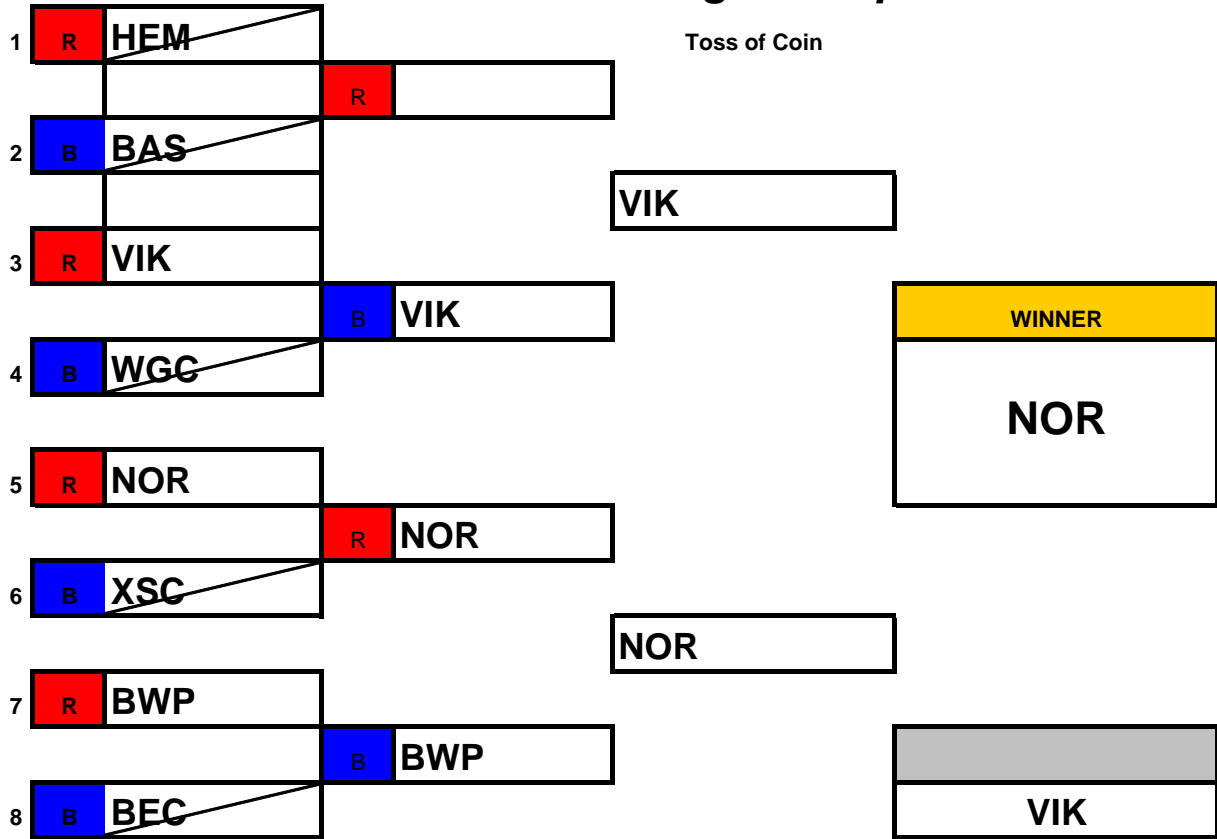 1 R HEM
Toss of Coin
R
2 B BAS
VIK
3 R VIK
B VIK
WINNER
4 B WGC
NOR
5 R NOR
R NOR
6 B XSC
NOR
7 R BWP
B BWP
8 B BEC
VIK